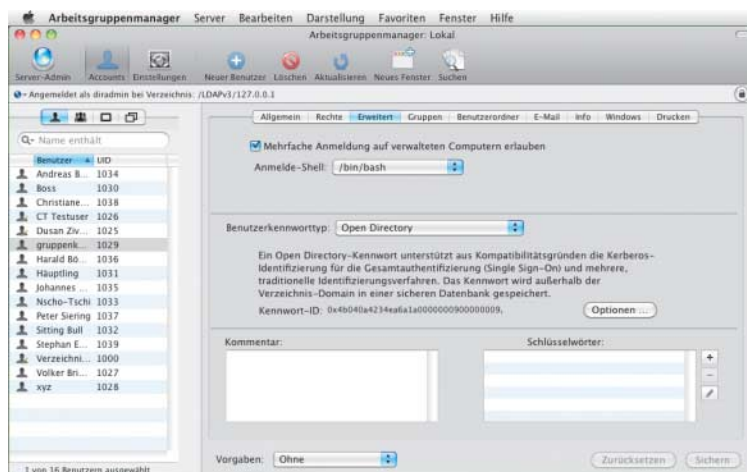 Arbeitsgruppenmanager Server Bearbeiten Darstellung Favoriten Fenster Hilfe
Arbeitsgruppenmanager: Lokal
Server-Admin Accounts Einstellungen Neuer Benutzer Löschen Aktualisieren Neues Fenster Suchen
Angemeldet als diradmin bei Verzeichnis: /LDAPv3/127.0.0.1
Allgemein Rechte Erweitert Gruppen Benutzerordner E-Mail Info Windows Drucken
Name enthält
Benutzer UID
Andreas B... 1034
Boss 1030
Christiane... 1038
CT Testuser 1026
Dusan Ziv... 1025
gruppenk... 1029
Harald Bö... 1036
Häuptling 1031
Johannes ... 1035
Nscho-Tschi 1033
Peter Siering 1037
Sitting Bull 1032
Stephan E... 1039
Verzeichni... 1000
Volker Bri... 1027
xyz 1028
1 von 16 Benutzern ausgewählt
Mehrfache Anmeldung auf verwalteten Computern erlauben
Anmelde-Shell: /bin/bash
Benutzerkennworttyp: Open Directory
Ein Open Directory-Kennwort unterstützt aus Kompatibilitätsgründen die Kerberos-
Identifizierung für die Gesamtauthentifizierung (Single Sign-On) und mehrere,
traditionelle Identifizierungsverfahren. Das Kennwort wird außerhalb der
Verzeichnis-Domain in einer sicheren Datenbank gespeichert.
Kennwort-ID: 0x4b040a4234ea6a1a0000000900000009,
Optionen ...
Kommentar:
Schlüsselwörter:
Vorgaben: Ohne
Zurücksetzen Sichern